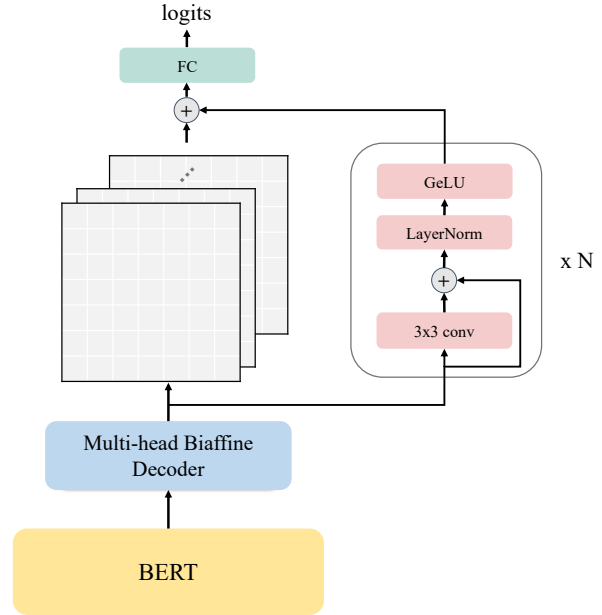 logits
FC
+
GeLU
LayerNorm
+
x N
3x3 conv
Multi-head Biaffine
Decoder
BERT